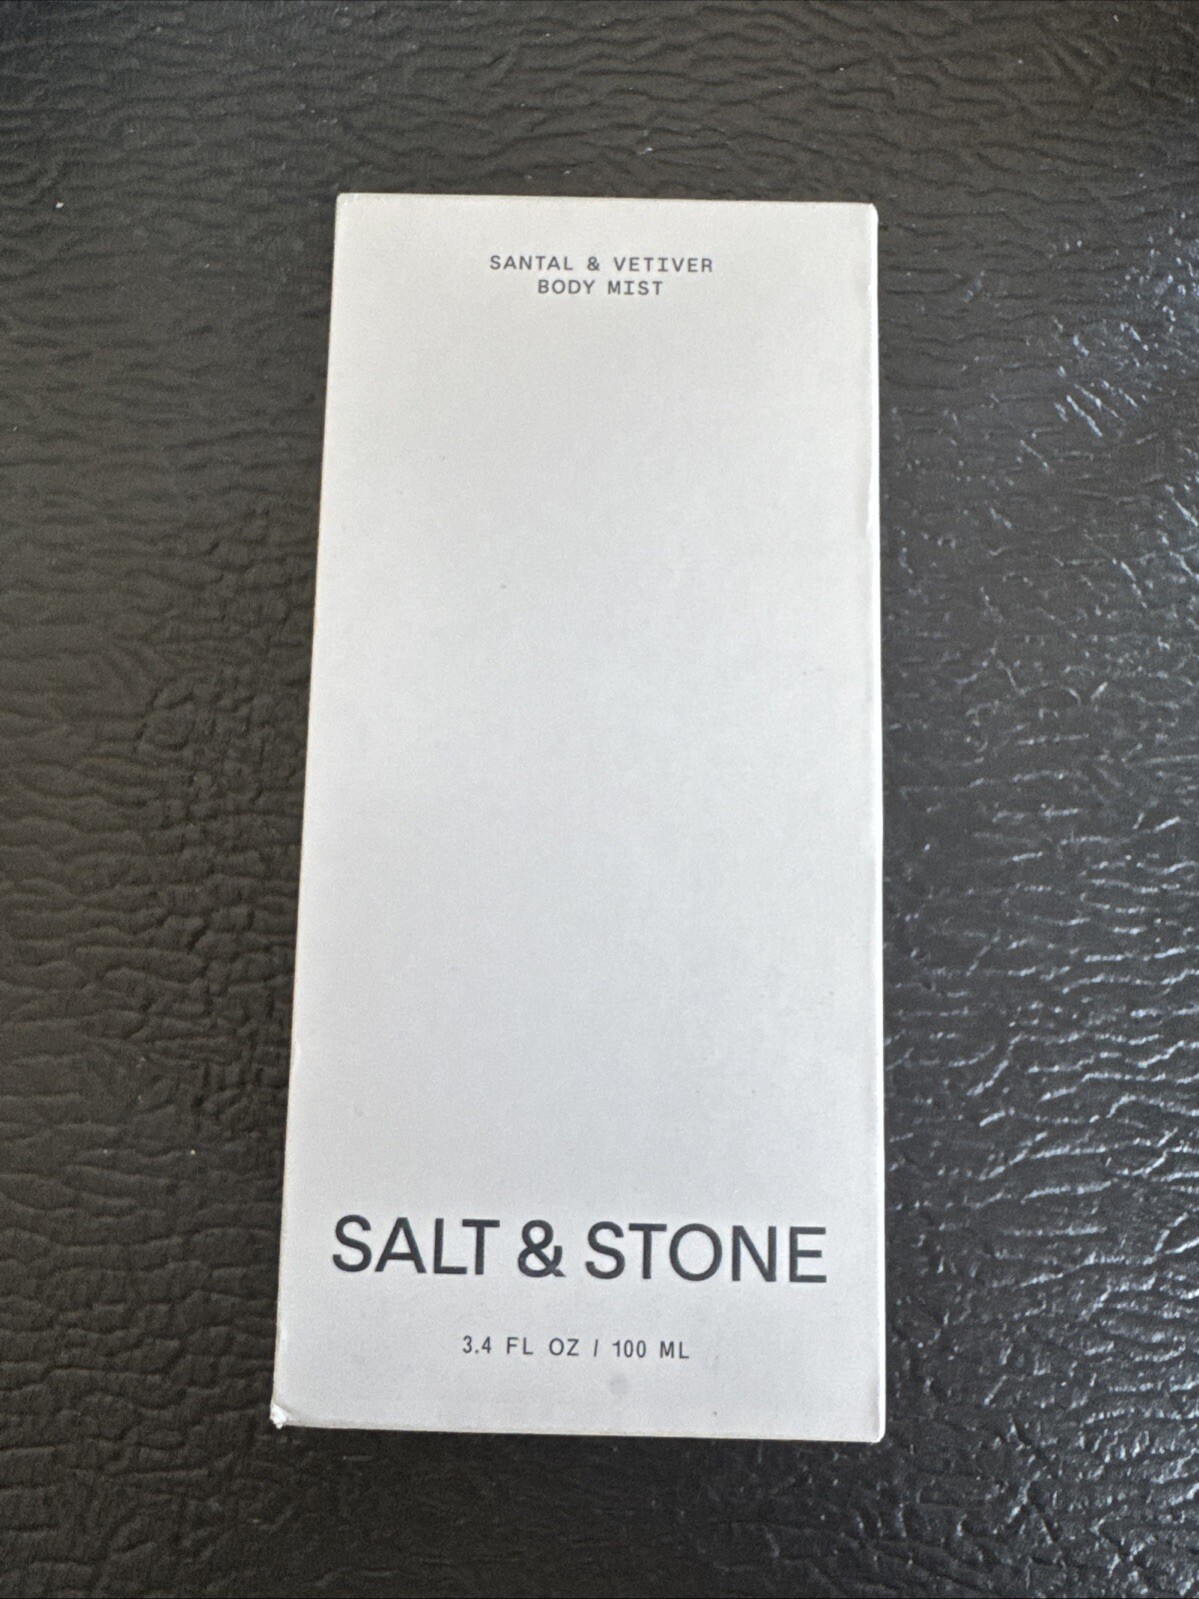 SANTAL & VETIVER
BODY MIST
SALT & STONE
3.4 FL OZ / 100 ML